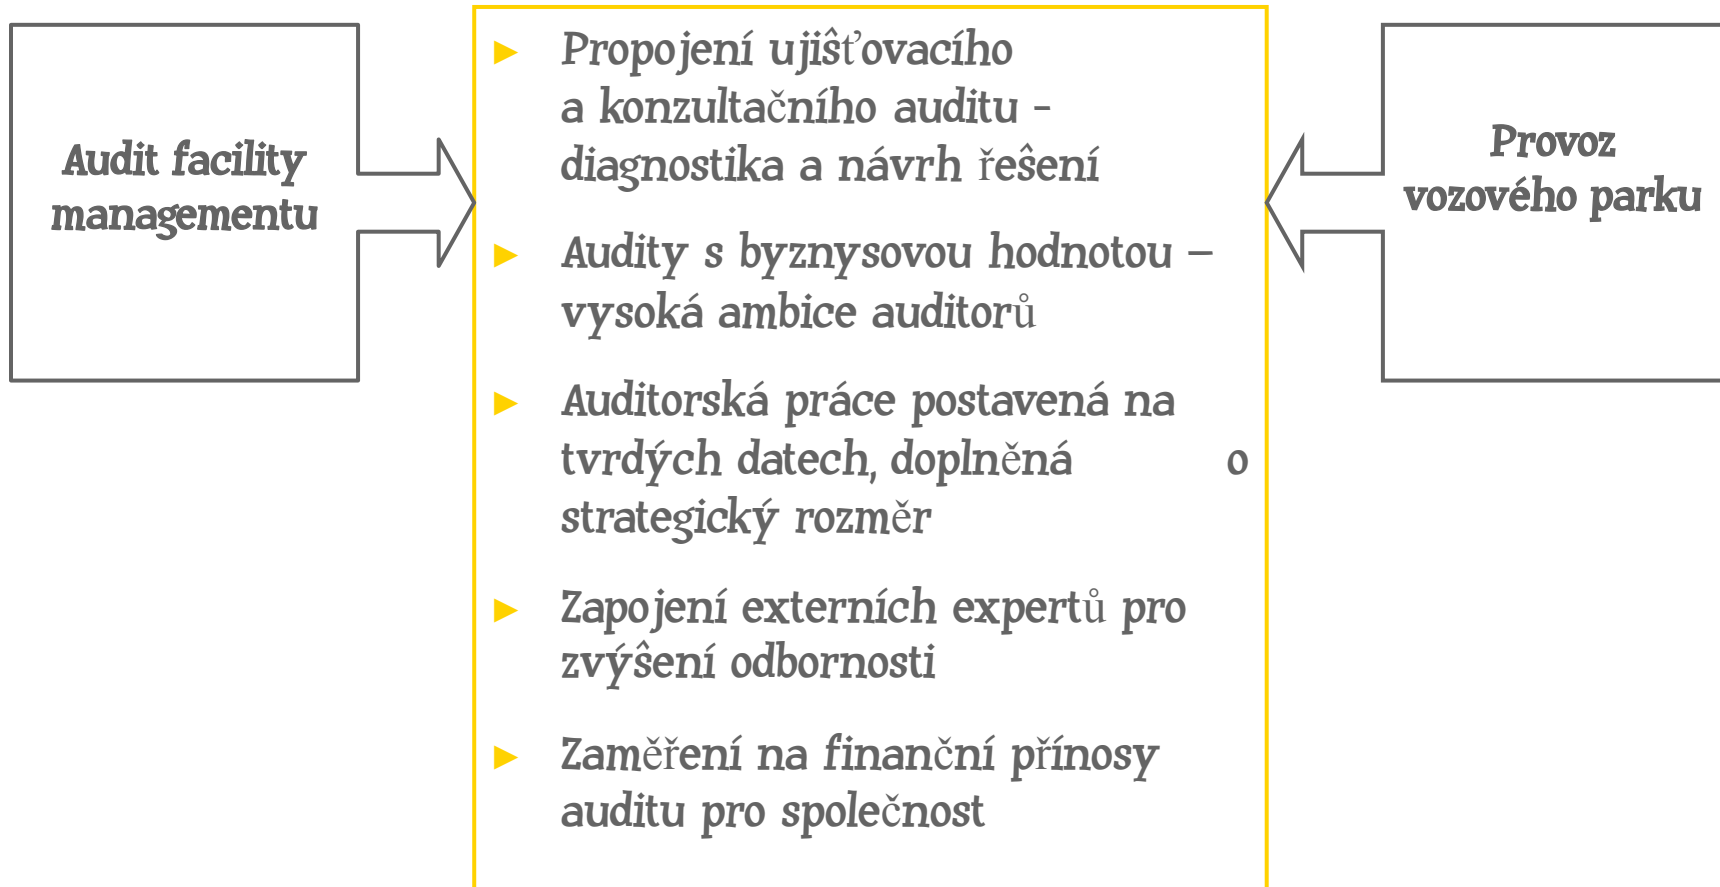 Audit facility
managementu
► Propojení ujišťovacího
a konzultačního auditu -
diagnostika a návrh řešení
► Audity s byznysovou hodnotou –
vysoká ambice auditorů
► Auditorská práce postavená na
tvrdých datech, doplněná o
strategický rozměr
► Zapojení externích expertů pro
zvýšení odbornosti
► Zaměření na finanční přínosy
auditu pro společnost
Provoz
vozového parku